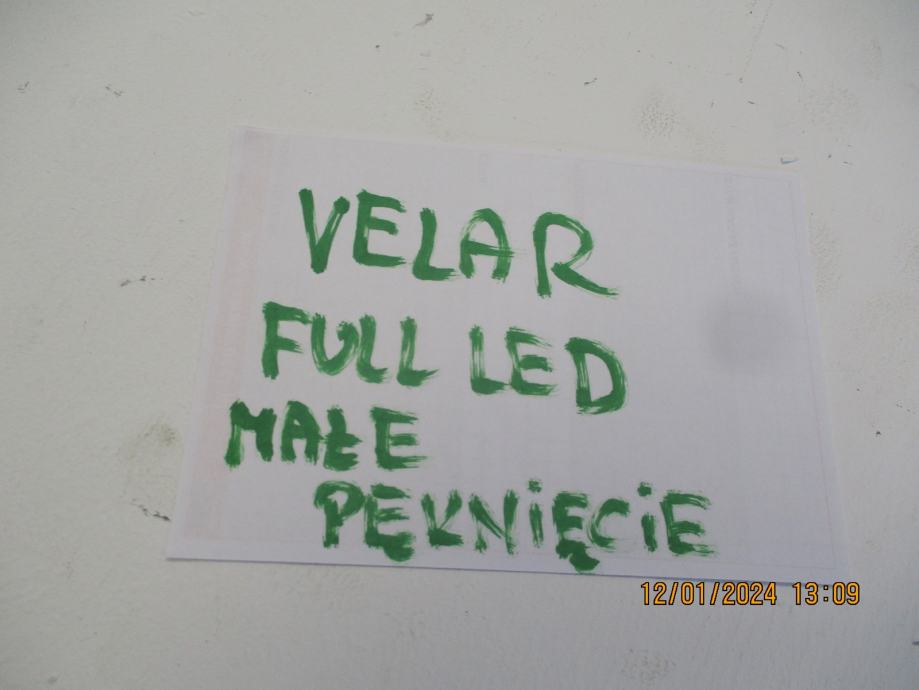 VELAR
FULL LED
MAŁE
PĘKNIĘCIE
12/01/2024 13:09